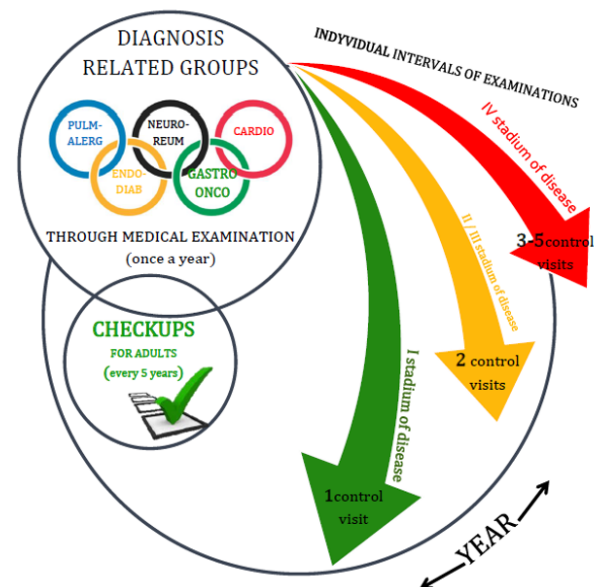 DIAGNOSIS
RELATED GROUPS
INDYVIDUAL INTERVALS OF EXAMINATIONS
PULM-
ALERG
NEURO-
REUM
CARDIO
ENDO-
DIAB
GASTRO
ONCO
THROUGH MEDICAL EXAMINATION
(once a year)
CHECKUPS
FOR ADULTS
(every 5 years)
IV stadium of disease
3-5control
visits
II / III stadium of disease
2 control
visits
I stadium of disease
1control
visit
YEAR